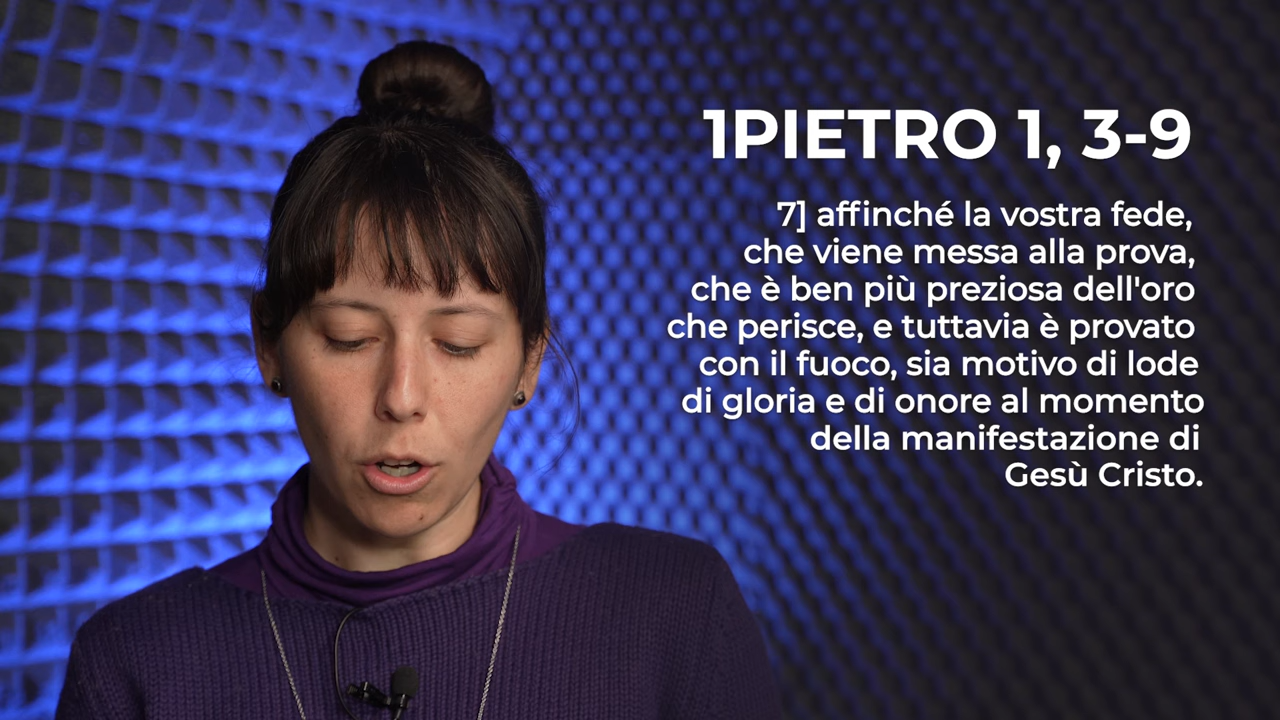 1PIETRO 1, 3-9
7] affinché la vostra fede,
che viene messa alla prova,
che è ben più preziosa dell'oro
che perisce, e tuttavia è provato
con il fuoco, sia motivo di lode
di gloria e di onore al momento
della manifestazione di
Gesù Cristo.